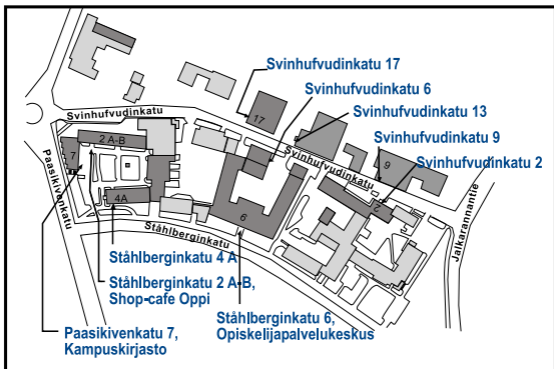 Svinhufvudinkatu 17
Svinhufvudinkatu 6
Svinhufvudinkatu 13
Svinhufvudinkatu 9
Svinhufvudinkatu 2
Svinhufvudinkatu
17
Svinhufvudinkatu
9
2 A-B
7
4A
6
2
Paasikivenkatu
Ståhlberginkatu
Jalkarannantie
Ståhlberginkatu 4 A
Ståhlberginkatu 2 A-B,
Shop-cafe Oppi
Ståhlberginkatu 6,
Opiskelijapalvelukeskus
Paasikivenkatu 7,
Kampuskirjasto